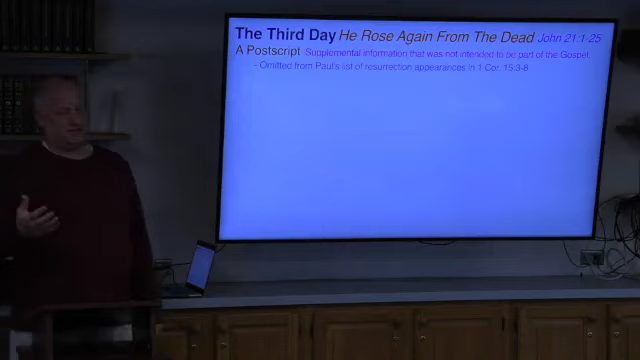 The Third Day He Rose Again From The Dead John 21:1-25
A Postscript Supplemental information that was not intended to be part of the Gospel.
- Omitted from Paul's list of resurrection appearances in 1 Cor. 15:3-8